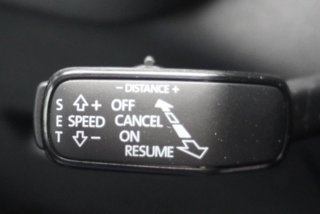 - DISTANCE +
S + OFF
E SPEED CANCEL
T - ON
RESUME